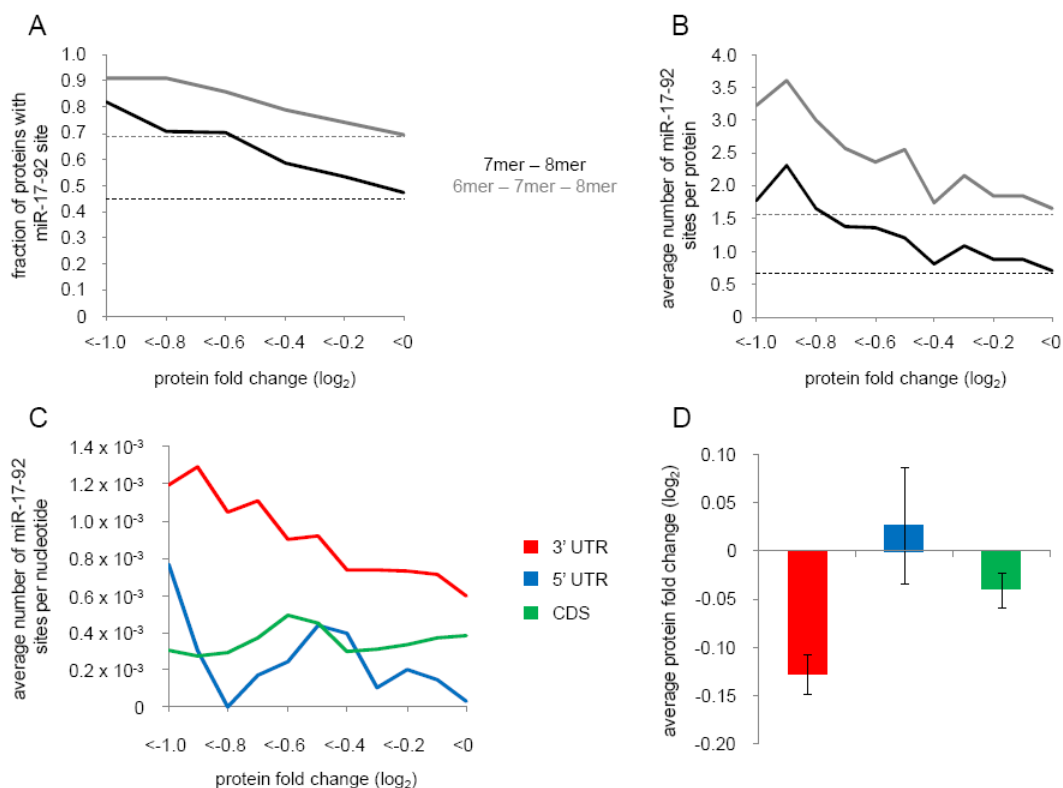 A
fraction of proteins with
miR-17-92 site
1.0
0.9
0.8
0.7
0.6
0.5
0.4
0.3
0.2
0.1
0
<-1.0
<-0.8
<-0.6
<-0.4
<-0.2
<0
protein fold change (log2)
7mer – 8mer
6mer – 7mer – 8mer
B
average number of miR-17-92
sites per protein
4.0
3.5
3.0
2.5
2.0
1.5
1.0
0.5
0
<-1.0
<-0.8
<-0.6
<-0.4
<-0.2
<0
protein fold change (log2)
C
average number of miR-17-92
sites per nucleotide
1.4 x 10-3
1.2 x 10-3
1.0 x 10-3
0.8 x 10-3
0.6 x 10-3
0.4 x 10-3
0.2 x 10-3
0
<-1.0
<-0.8
<-0.6
<-0.4
<-0.2
<0
protein fold change (log2)
3' UTR
5' UTR
CDS
D
average protein fold change (log2)
0.10
0.05
0
-0.05
-0.10
-0.15
-0.20